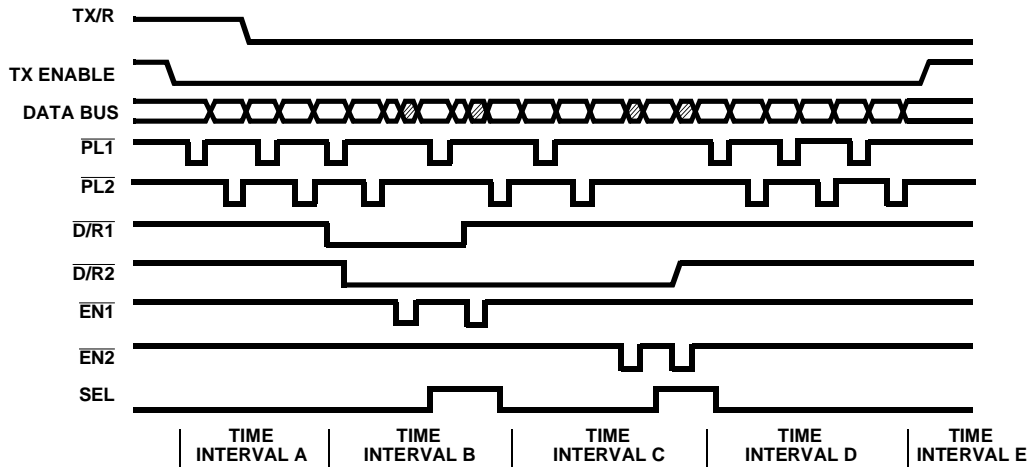 TX/R
TX ENABLE
DATA BUS
PL1
PL2
D/R1
D/R2
EN1
EN2
SEL
TIME
INTERVAL A
TIME
INTERVAL B
TIME
INTERVAL C
TIME
INTERVAL D
TIME
INTERVAL E